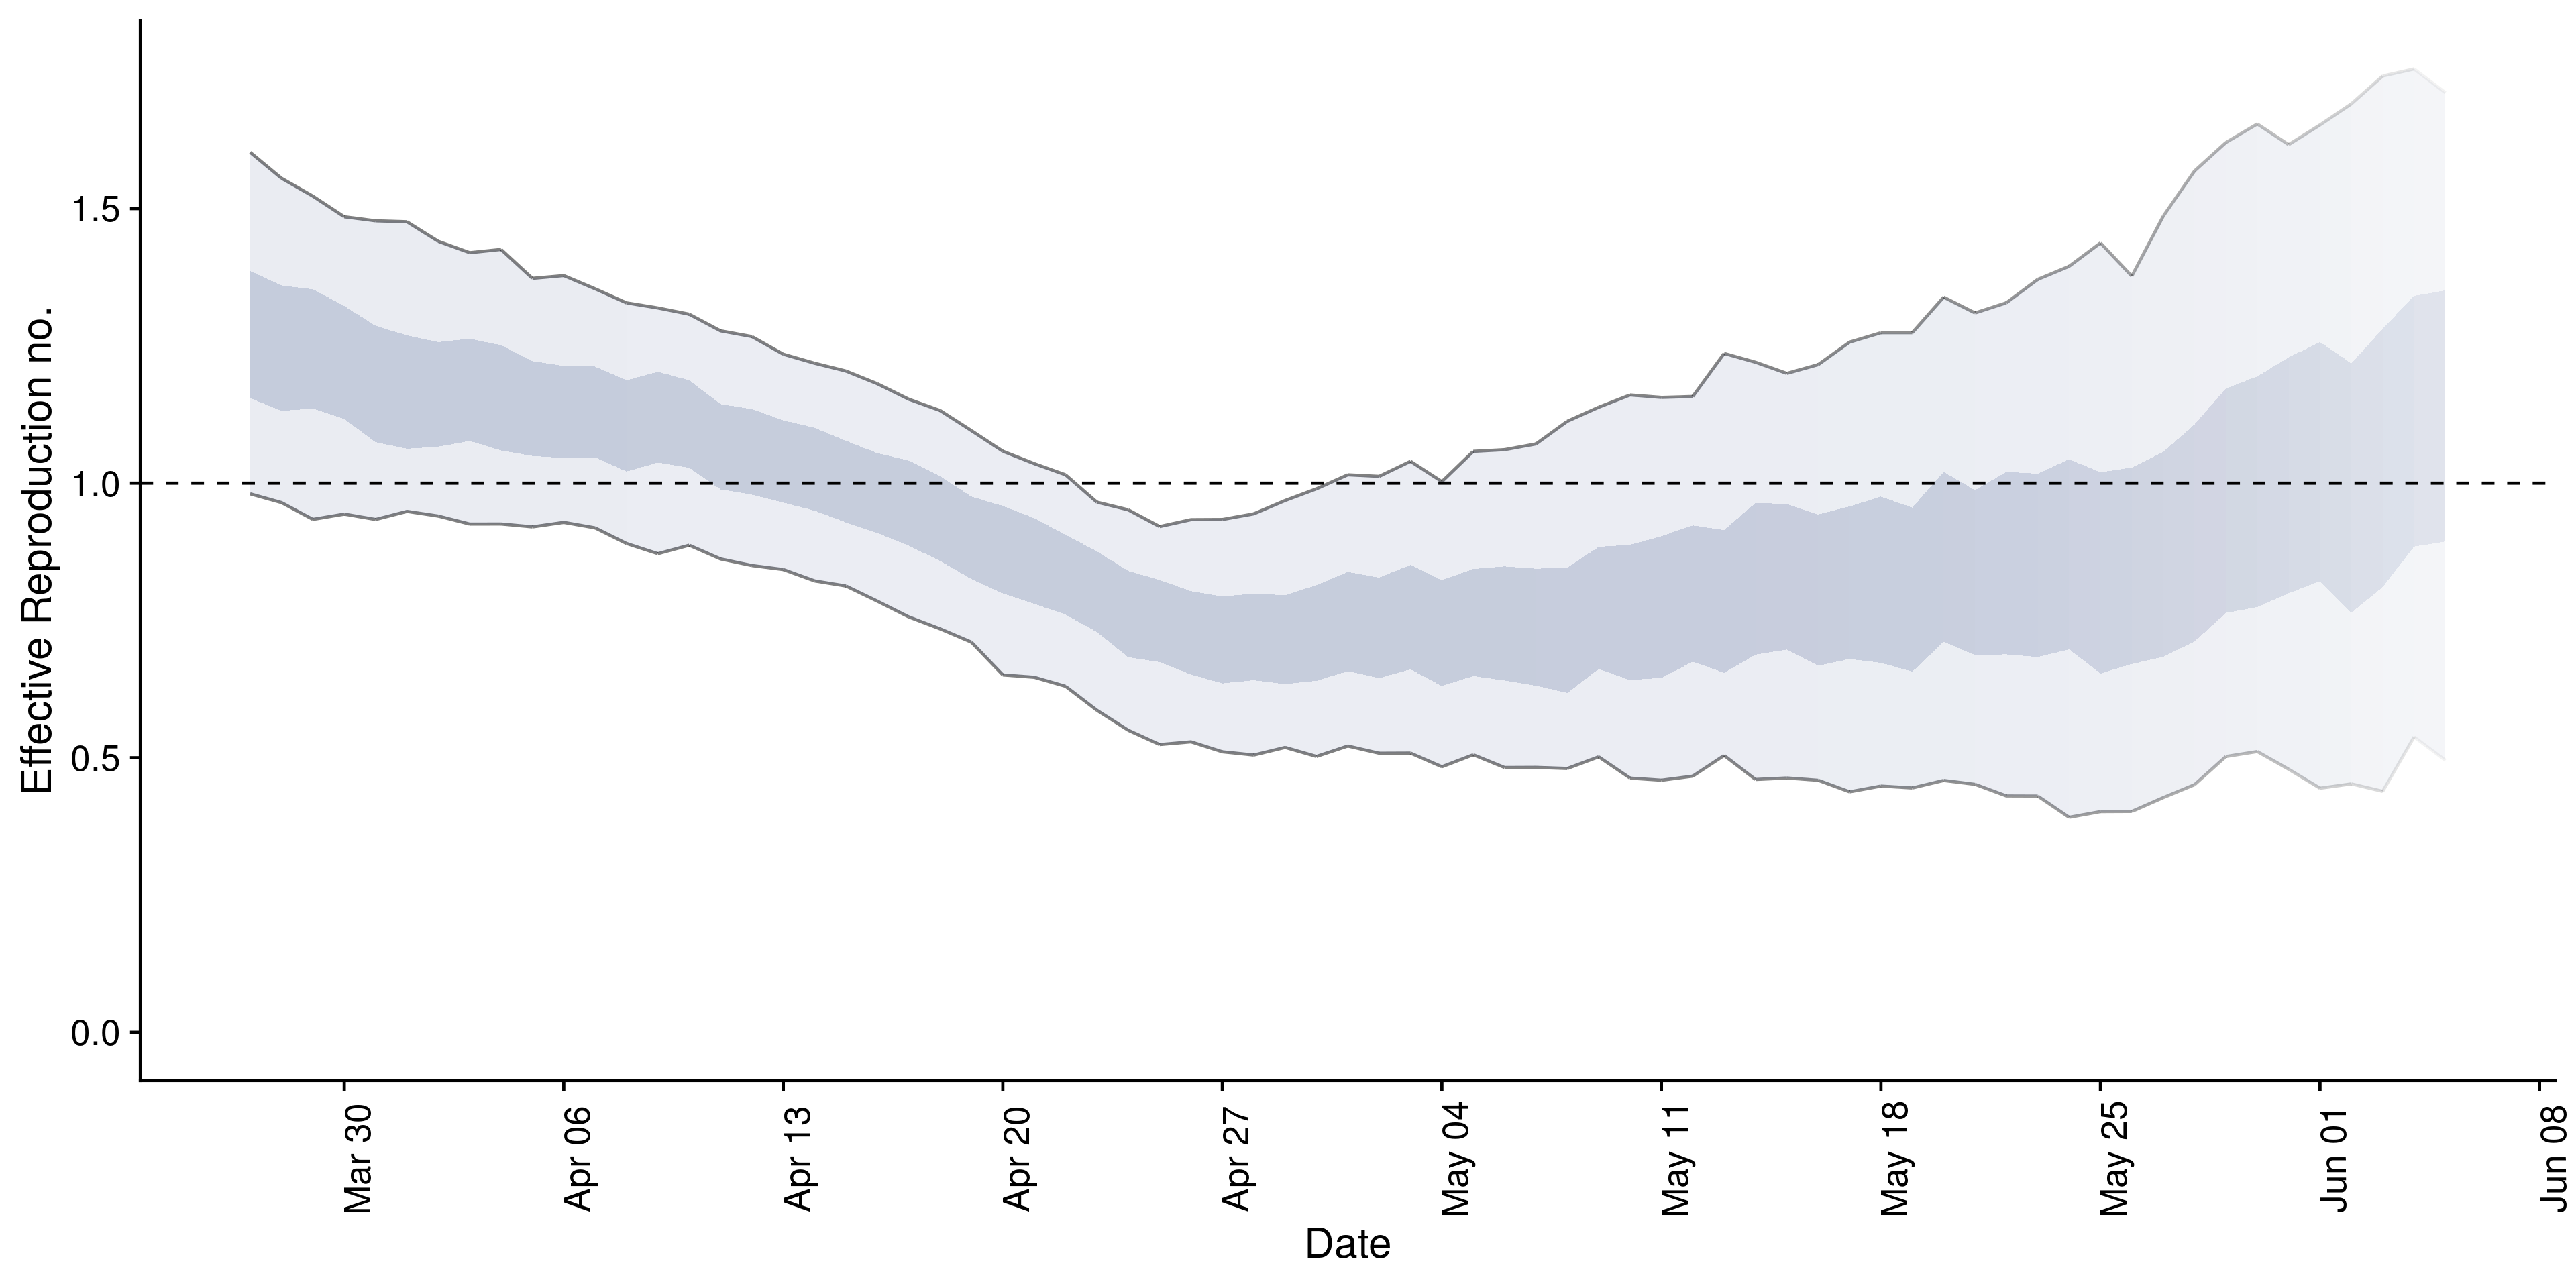 Effective Reproduction no.
1.5
1.0
0.5
0.0
Mar 30
Apr 06
Apr 13
Apr 20
Apr 27
May 04
May 11
May 18
May 25
Jun 01
Jun 08
Date